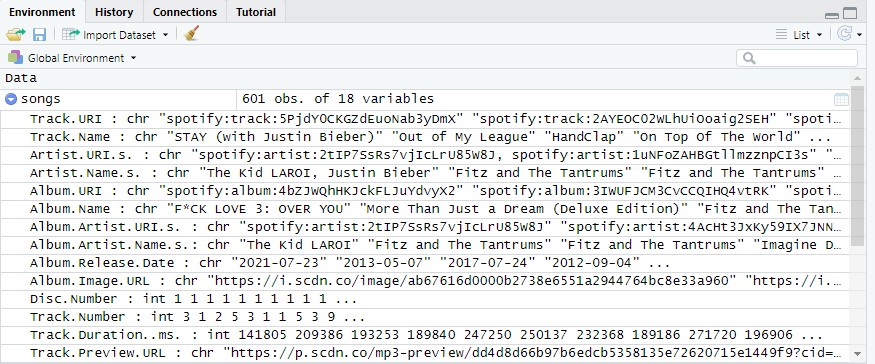 Environment History Connections Tutorial
Import Dataset List
Global Environment
Data
songs 601 obs. of 18 variables
Track.URI : chr "spotify:track:5PjdY0CKGZdEuoNab3yDmX" "spotify:track:2AYEOC02WLhUiOoaig2SEH" "spoti…
Track.Name : chr "STAY (with Justin Bieber)" "Out of My League" "HandClap" "On Top Of The World" ...
Artist.URI.s. : chr "spotify:artist:2tIP7SsRs7vjIcLrU85W8J, spotify:artist:1uNFoZAHBGtllmzznpCI3s" "…
Artist.Name.s. : chr "The Kid LAROI, Justin Bieber" "Fitz and The Tantrums" "Fitz and The Tantrums" …
Album.URI : chr "spotify:album:4bZJWQhHKJckFLJuYdvyX2" "spotify:album:3IWUFJCM3CvCCQIHQ4vtRK" "spoti…
Album.Name : chr "F*CK LOVE 3: OVER YOU" "More Than Just a Dream (Deluxe Edition)" "Fitz and The Tan…
Album.Artist.URI.s. : chr "spotify:artist:2tIP7SsRs7vjIcLrU85W8J" "spotify:artist:4AcHt3JxKy59IX7JNN…
Album.Artist.Name.s.: chr "The Kid LAROI" "Fitz and The Tantrums" "Fitz and The Tantrums" "Imagine D…
Album.Release.Date : chr "2021-07-23" "2013-05-07" "2017-07-24" "2012-09-04" ...
Album.Image.URL : chr "https://i.scdn.co/image/ab67616d0000b2738e6551a2944764bc8e33a960" "https://i.…
Disc.Number : int 1 1 1 1 1 1 1 1 1 1 ...
Track.Number : int 3 1 2 5 3 1 1 5 3 9 ...
Track.Duration..ms. : int 141805 209386 193253 189840 247250 250137 232368 189186 271720 196906 ...
Track.Preview.URL : chr "https://p.scdn.co/mp3-preview/dd4d8d66b97b6edcb5358135e72620715e1449f9?cid=…